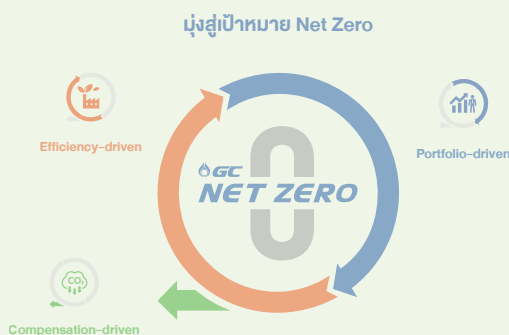 มุ่งสู่เป้าหมาย Net Zero
Efficiency-driven
Portfolio-driven
GC
NET ZERO
0
CO2
Compensation-driven